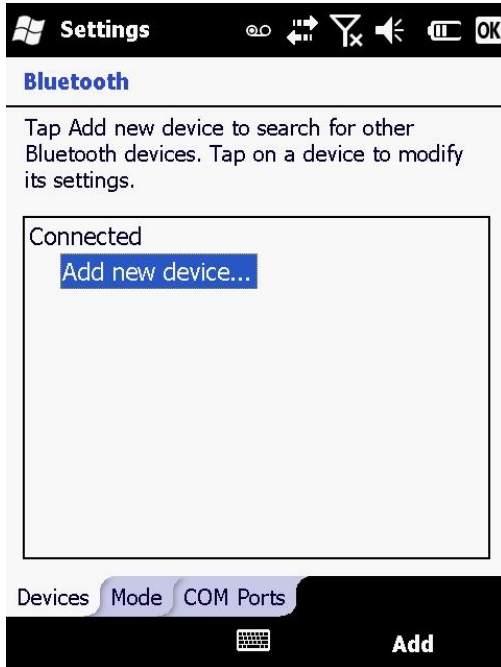 Settings OK
Bluetooth
Tap Add new device to search for other
Bluetooth devices. Tap on a device to modify
its settings.
Connected
Add new device...
Devices Mode COM Ports
Add